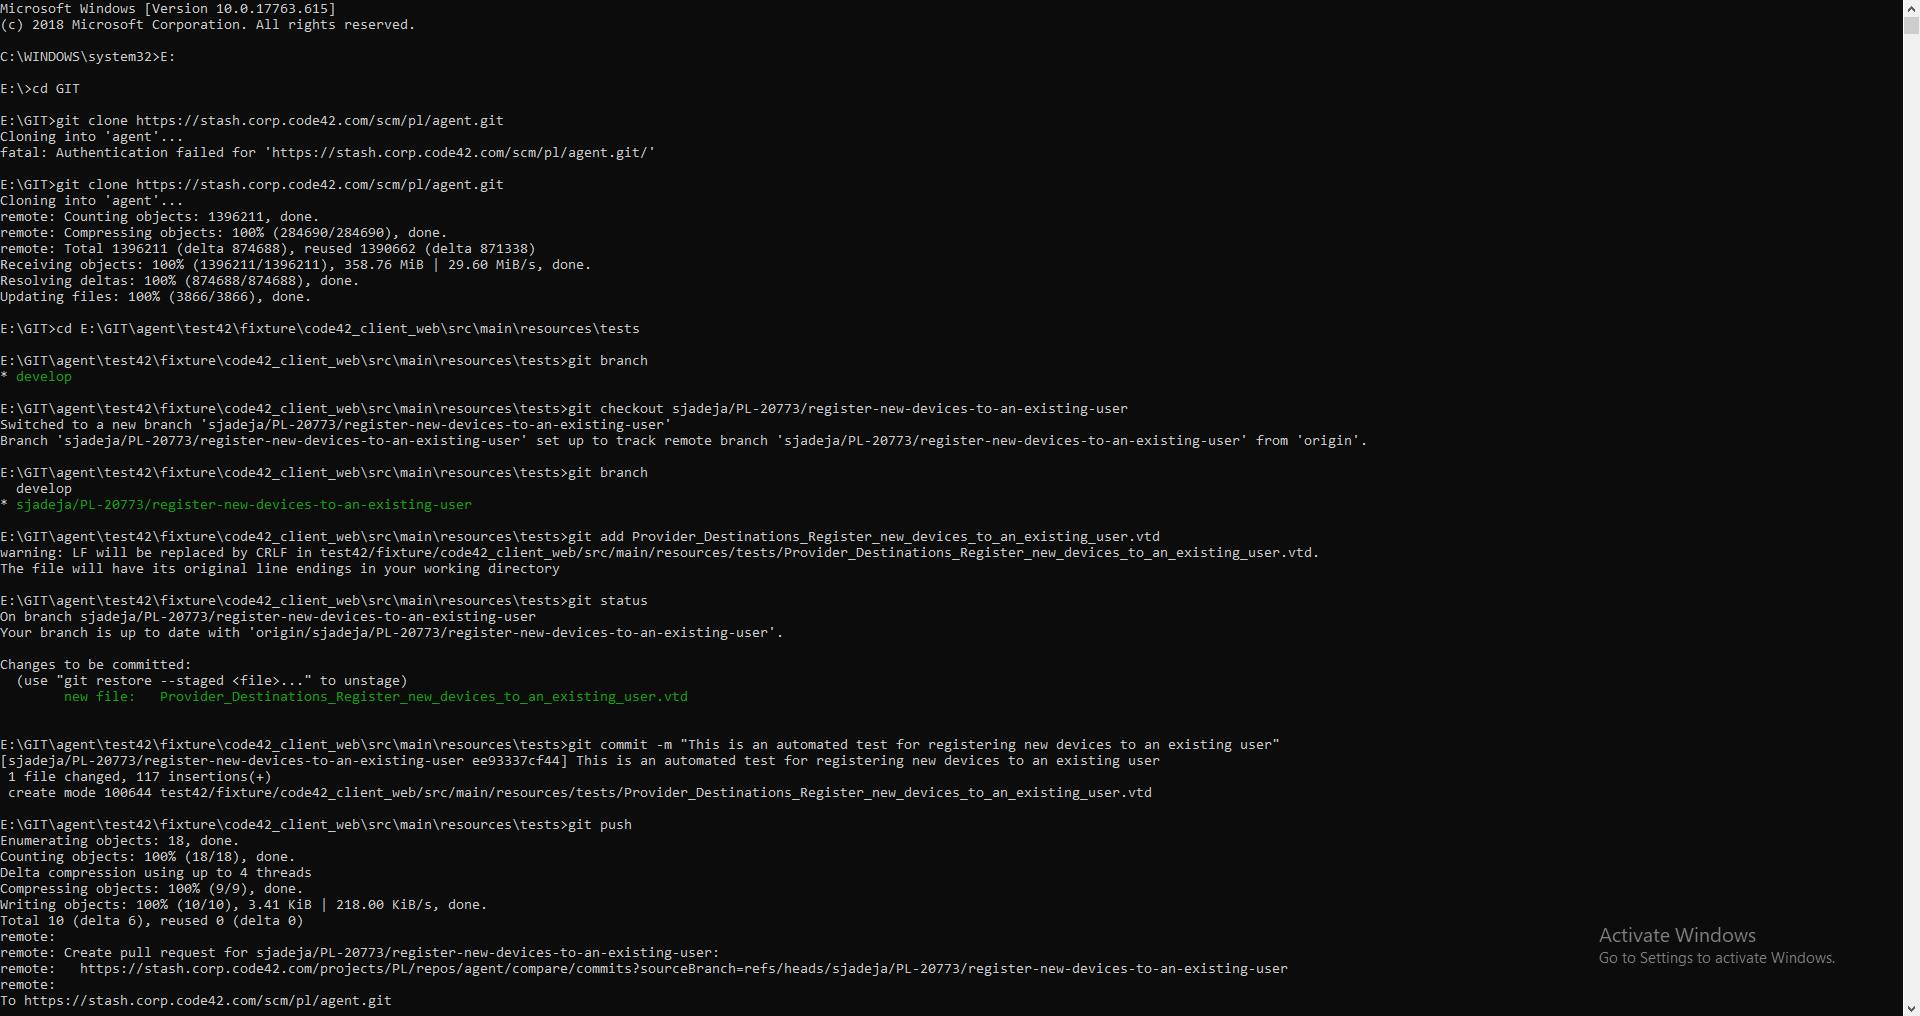 Microsoft Windows [Version 10.0.17763.615]
(c) 2018 Microsoft Corporation. All rights reserved.
C:\WINDOWS\system32>E:
E:\>cd GIT
E:\GIT>git clone https://stash.corp.code42.com/scm/pl/agent.git
Cloning into 'agent'...
fatal: Authentication failed for 'https://stash.corp.code42.com/scm/pl/agent.git/'
E:\GIT>git clone https://stash.corp.code42.com/scm/pl/agent.git
Cloning into 'agent'...
remote: Counting objects: 1396211, done.
remote: Compressing objects: 100% (284690/284690), done.
remote: Total 1396211 (delta 874688), reused 1390662 (delta 871338)
Receiving objects: 100% (1396211/1396211), 358.76 MiB | 29.60 MiB/s, done.
Resolving deltas: 100% (874688/874688), done.
Updating files: 100% (3866/3866), done.
E:\GIT>cd E:\GIT\agent\test42\fixture\code42_client_web\src\main\resources\tests
E:\GIT\agent\test42\fixture\code42_client_web\src\main\resources\tests>git branch
* develop
E:\GIT\agent\test42\fixture\code42_client_web\src\main\resources\tests>git checkout sjadeja/PL-20773/register-new-devices-to-an-existing-user
Switched to a new branch 'sjadeja/PL-20773/register-new-devices-to-an-existing-user'
Branch 'sjadeja/PL-20773/register-new-devices-to-an-existing-user' set up to track remote branch 'sjadeja/PL-20773/register-new-devices-to-an-existing-user' from 'origin'.
E:\GIT\agent\test42\fixture\code42_client_web\src\main\resources\tests>git branch
  develop
* sjadeja/PL-20773/register-new-devices-to-an-existing-user
E:\GIT\agent\test42\fixture\code42_client_web\src\main\resources\tests>git add Provider_Destinations_Register_new_devices_to_an_existing_user.vtd
warning: LF will be replaced by CRLF in test42/fixture/code42_client_web/src/main/resources/tests/Provider_Destinations_Register_new_devices_to_an_existing_user.vtd.
The file will have its original line endings in your working directory
E:\GIT\agent\test42\fixture\code42_client_web\src\main\resources\tests>git status
On branch sjadeja/PL-20773/register-new-devices-to-an-existing-user
Your branch is up to date with 'origin/sjadeja/PL-20773/register-new-devices-to-an-existing-user'.
Changes to be committed:
  (use "git restore --staged <file>..." to unstage)
        new file:   Provider_Destinations_Register_new_devices_to_an_existing_user.vtd
E:\GIT\agent\test42\fixture\code42_client_web\src\main\resources\tests>git commit -m "This is an automated test for registering new devices to an existing user"
[sjadeja/PL-20773/register-new-devices-to-an-existing-user ee93337cf44] This is an automated test for registering new devices to an existing user
 1 file changed, 117 insertions(+)
 create mode 100644 test42/fixture/code42_client_web/src/main/resources/tests/Provider_Destinations_Register_new_devices_to_an_existing_user.vtd
E:\GIT\agent\test42\fixture\code42_client_web\src\main\resources\tests>git push
Enumerating objects: 18, done.
Counting objects: 100% (18/18), done.
Delta compression using up to 4 threads
Compressing objects: 100% (9/9), done.
Writing objects: 100% (10/10), 3.41 KiB | 218.00 KiB/s, done.
Total 10 (delta 6), reused 0 (delta 0)
remote:
remote: Create pull request for sjadeja/PL-20773/register-new-devices-to-an-existing-user:
remote:   https://stash.corp.code42.com/projects/PL/repos/agent/compare/commits?sourceBranch=refs/heads/sjadeja/PL-20773/register-new-devices-to-an-existing-user
remote:
To https://stash.corp.code42.com/scm/pl/agent.git
Activate Windows
Go to Settings to activate Windows.